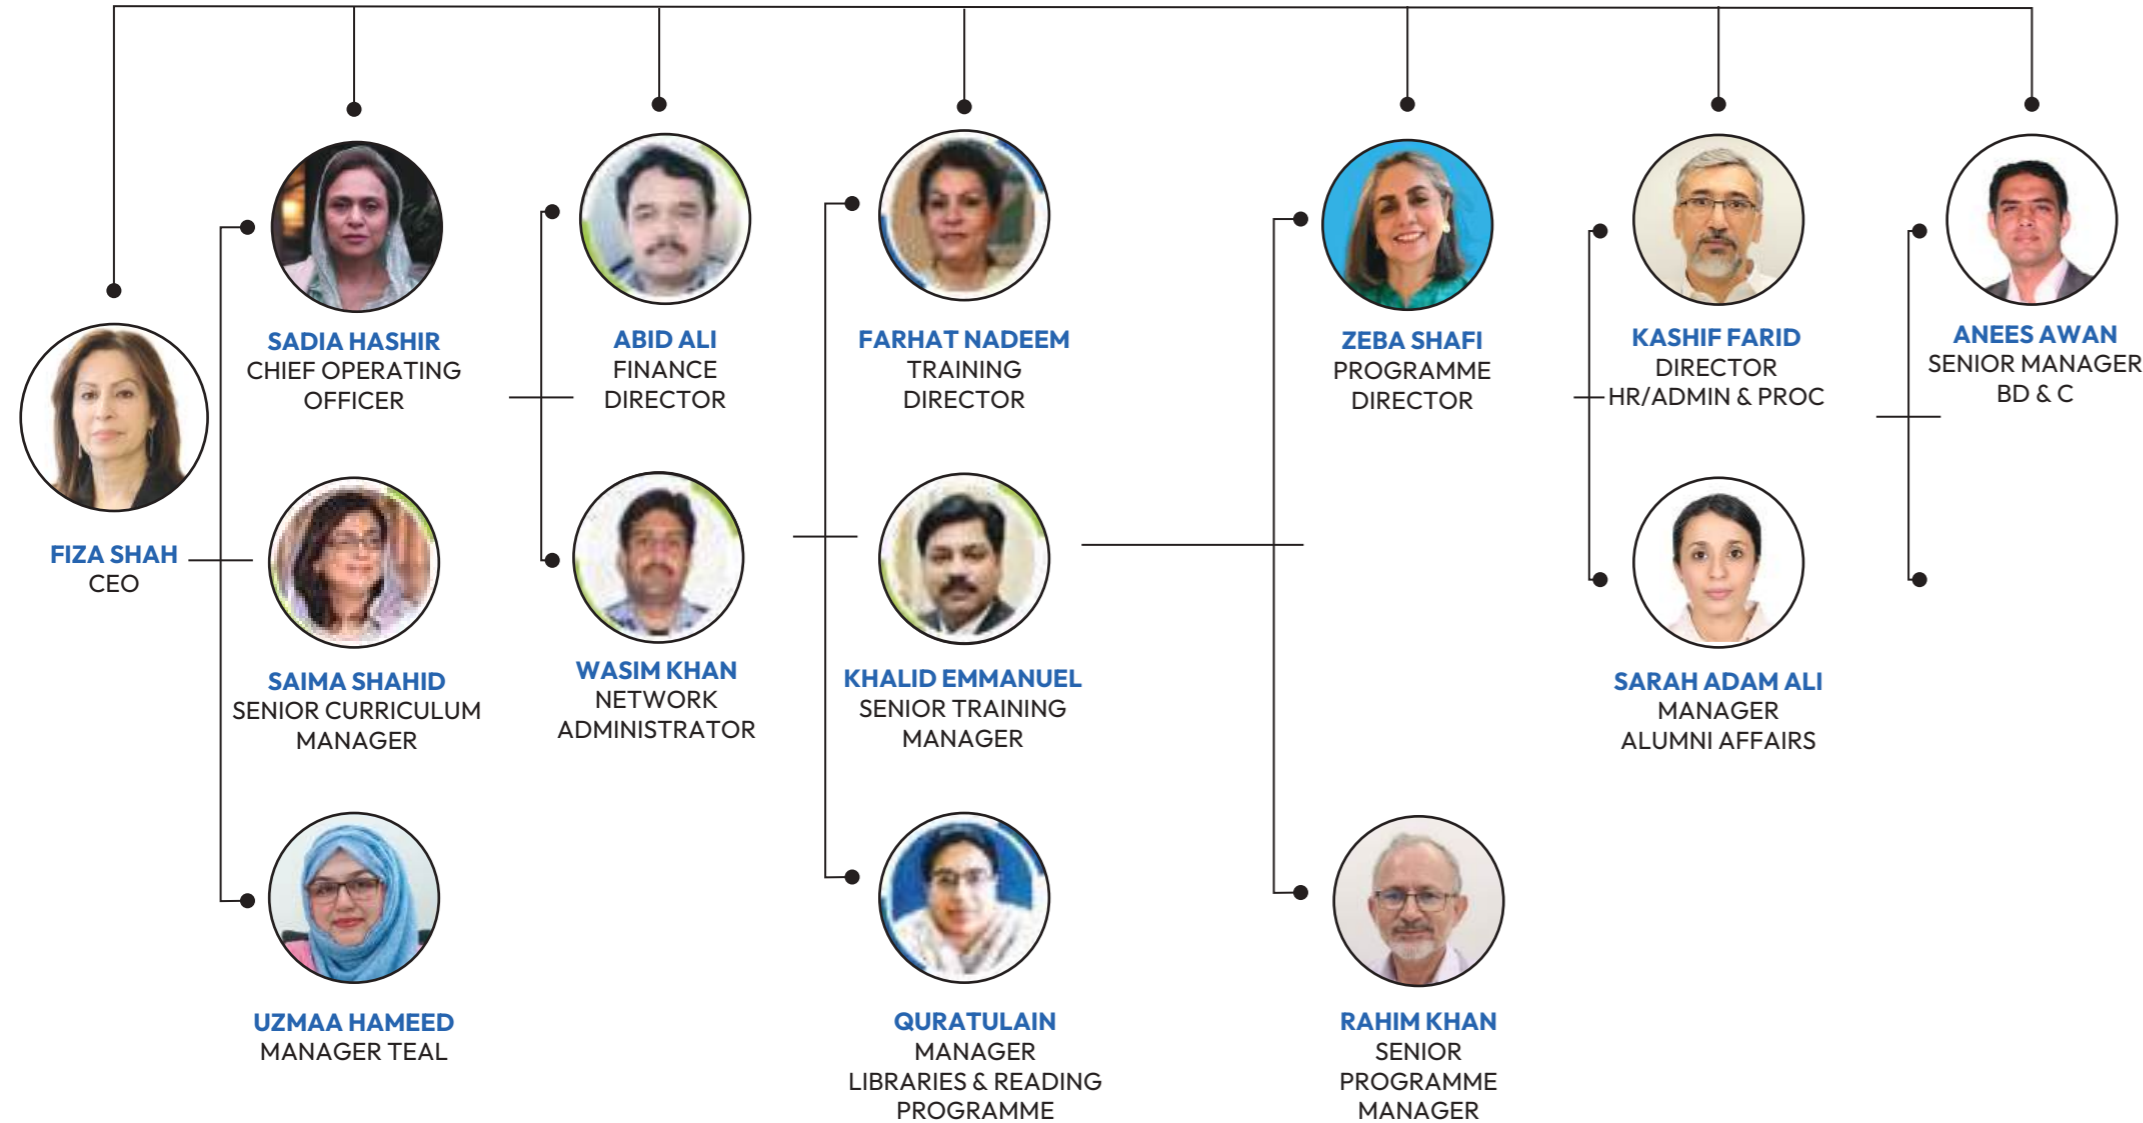 SADIA HASHIR
CHIEF OPERATING
OFFICER
ABID ALI
FINANCE
DIRECTOR
FARHAT NADEEM
TRAINING
DIRECTOR
ZEBA SHAFI
PROGRAMME
DIRECTOR
KASHIF FARID
DIRECTOR
HR/ADMIN & PROC
ANEES AWAN
SENIOR MANAGER
BD & C
FIZA SHAH
CEO
SAIMA SHAHID
SENIOR CURRICULUM
MANAGER
WASIM KHAN
NETWORK
ADMINISTRATOR
KHALID EMMANUEL
SENIOR TRAINING
MANAGER
SARAH ADAM ALI
MANAGER
ALUMNI AFFAIRS
UZMAA HAMEED
MANAGER TEAL
QURATULAIN
MANAGER
LIBRARIES & READING
PROGRAMME
RAHIM KHAN
SENIOR
PROGRAMME
MANAGER